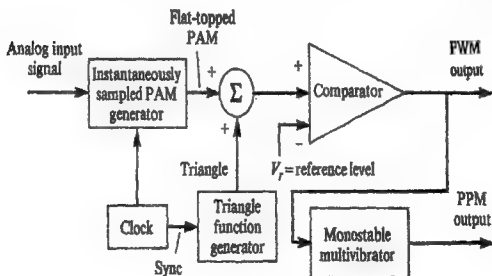 Flat-topped
PAM
Analog input
signal
FWM
output
Instantaneously
sampled PAM
generator
+
Σ
+
+
Comparator
−
V_r = reference level
Triangle
Clock
Sync
Triangle
function
generator
PPM
output
Monostable
multivibrator